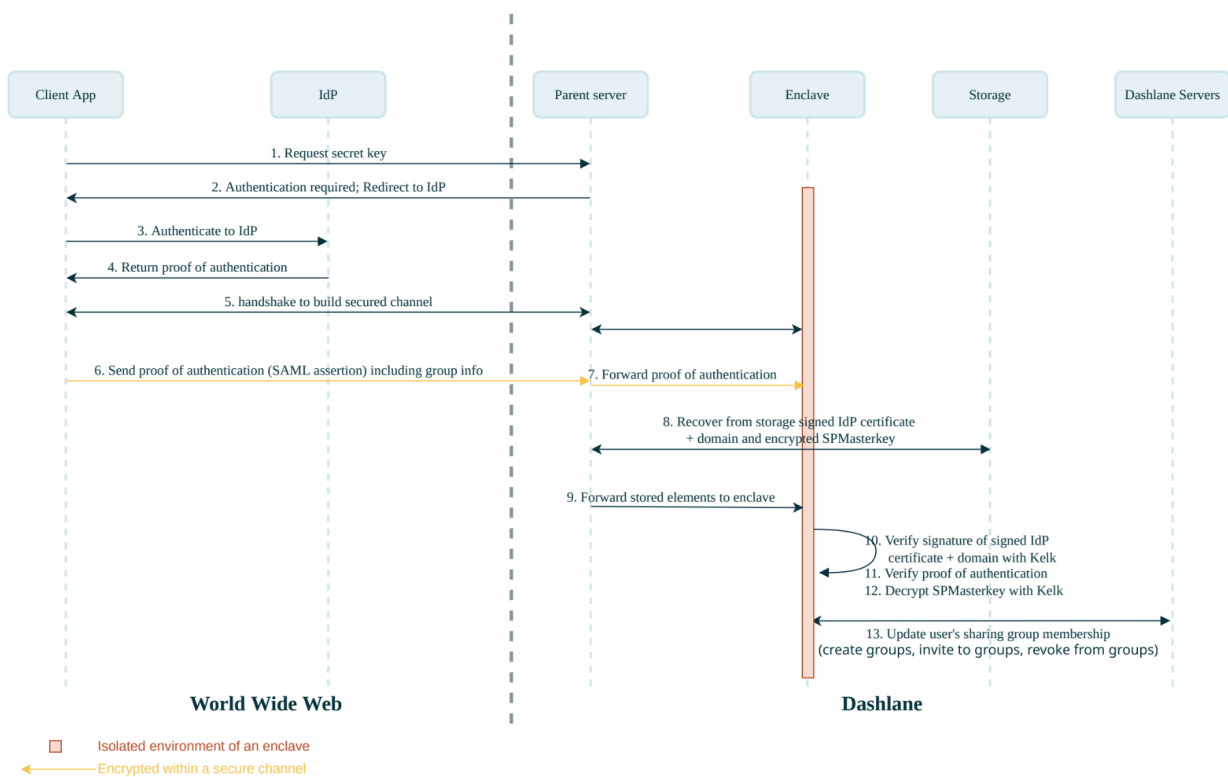 Client App
IdP
Parent server
Enclave
Storage
Dashlane Servers
1. Request secret key
2. Authentication required; Redirect to IdP
3. Authenticate to IdP
4. Return proof of authentication
5. handshake to build secured channel
6. Send proof of authentication (SAML assertion) including group info
7. Forward proof of authentication
8. Recover from storage signed IdP certificate
+ domain and encrypted SPMasterkey
9. Forward stored elements to enclave
10. Verify signature of signed IdP
certificate + domain with Kelk
11. Verify proof of authentication
12. Decrypt SPMasterkey with Kelk
13. Update user's sharing group membership
(create groups, invite to groups, revoke from groups)
World Wide Web
Dashlane
Isolated environment of an enclave
Encrypted within a secure channel